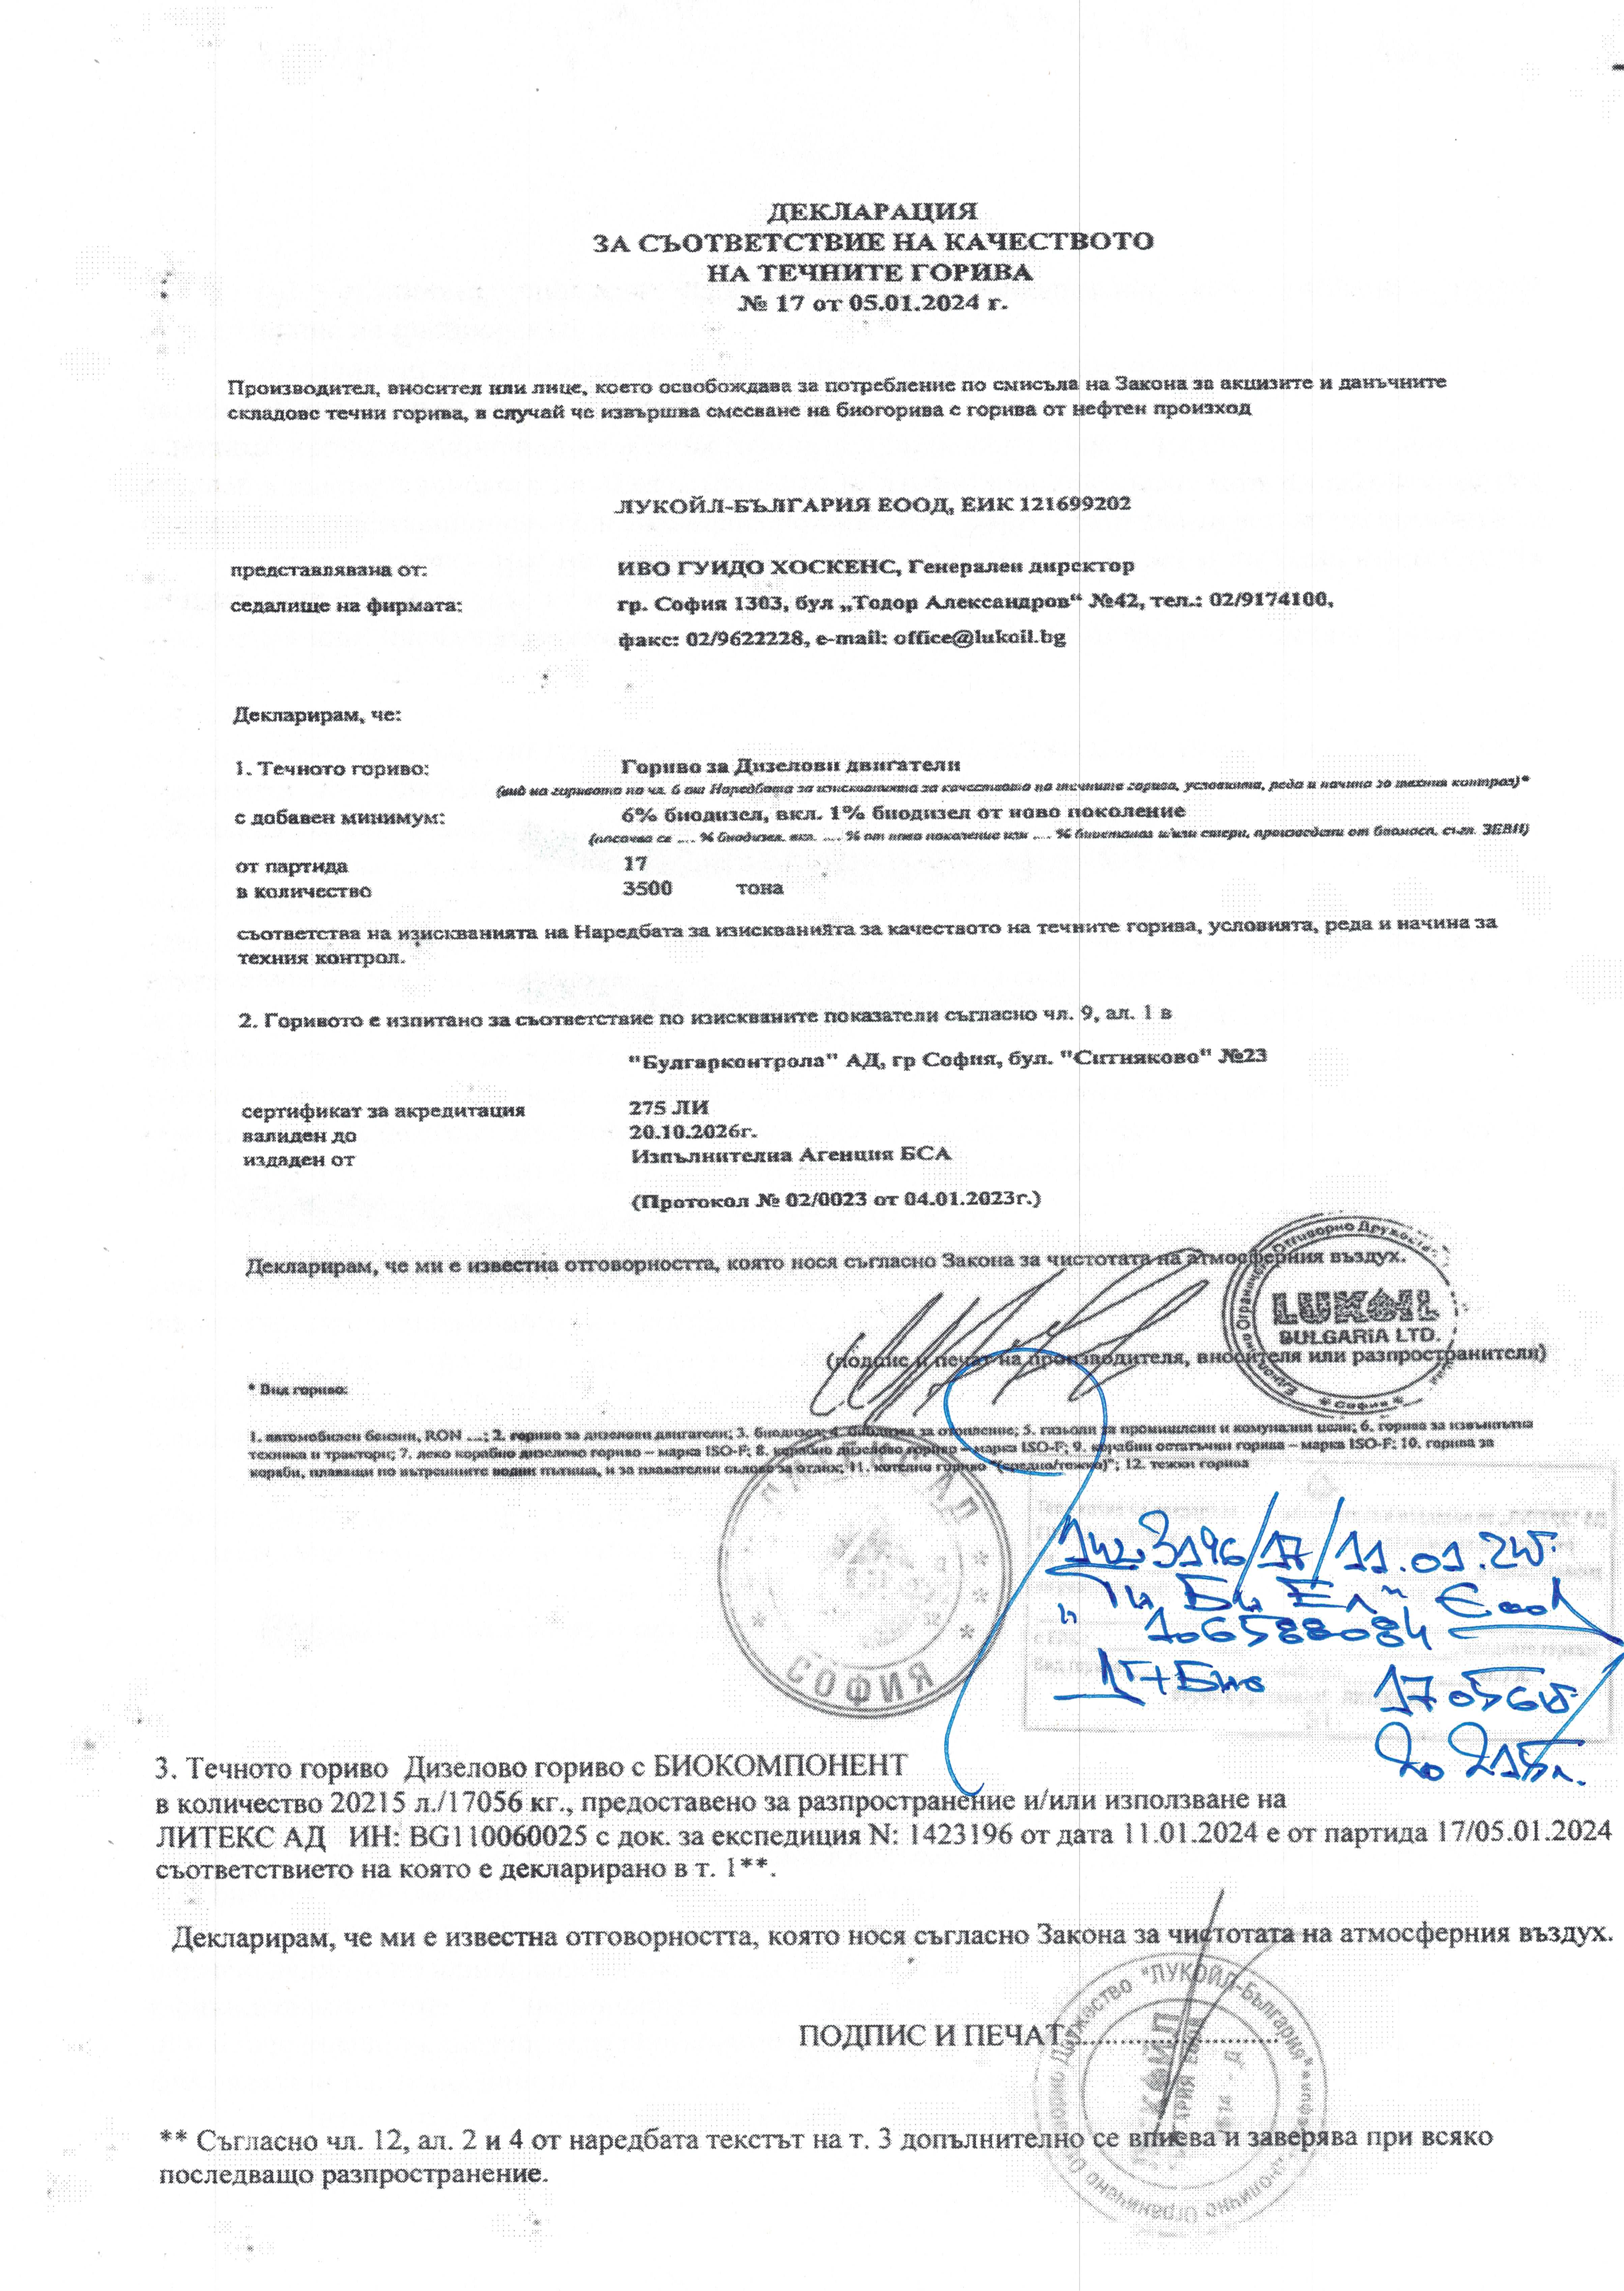 ДЕКЛАРАЦИЯ
ЗА СЪОТВЕТСТВИЕ НА КАЧЕСТВОТО
НА ТЕЧНИТЕ ГОРИВА
№ 17 от 05.01.2024 г.
Производител, вносител или лице, което освобождава за потребление по смисъла на Закона за акцизите и данъчните
складове течни горива, в случай че извършва смесване на биогорива с горива от нефтен произход
ЛУКОЙЛ-БЪЛГАРИЯ ЕООД, ЕИК 121699202
представлявана от: ИВО ГУИДО ХОСКЕНС, Генерален директор
седалище на фирмата: гр. София 1303, бул „Тодор Александров“ №42, тел.: 02/9174100,
факс: 02/9622228, e-mail: office@lukoil.bg
Декларирам, че:
1. Течното гориво: Гориво за Дизелови двигатели
(вид на горивото по чл. 6 от Наредбата за изискванията за качеството на течните горива, условията, реда и начина за техния контрол)*
с добавен минимум: 6% биодизел, вкл. 1% биодизел от ново поколение
(посочва се .... % биодизел, вкл. .... % от ново поколение или .... % биоетанол и/или етери, произведени от биомаса, съгл. ЗЕВИ)
от партида 17
в количество 3500 тона
съответства на изискванията на Наредбата за изискванията за качеството на течните горива, условията, реда и начина за
техния контрол.
2. Горивото е изпитано за съответствие по изискваните показатели съгласно чл. 9, ал. 1 в
"Булгарконтрола" АД, гр София, бул. "Ситняково" №23
сертификат за акредитация 275 ЛИ
валиден до 20.10.2026г.
издаден от Изпълнителна Агенция БСА
(Протокол № 02/0023 от 04.01.2023г.)
Декларирам, че ми е известна отговорността, която нося съгласно Закона за чистотата на атмосферния въздух.
LUKOIL
BULGARIA LTD.
(подпис и печат на производителя, вносителя или разпространителя)
* Вид гориво:
1. автомобилен бензин, RON ....; 2. гориво за дизелови двигатели; 3. биодизел; 4. биодизел за отопление; 5. газьоли за промишлени и комунални цели; 6. горива за извънпътна
техника и трактори; 7. леко корабно дизелово гориво – марка ISO-F; 8. корабно дизелово гориво – марка ISO-F; 9. корабни остатъчни горива – марка ISO-F; 10. горива за
кораби, плаващи по вътрешните водни пътища, и за плавателни съдове за отдих; 11. котелно гориво "(средно/тежко)"; 12. тежки горива
СОФИЯ
1423196/17/11.01.24г.
„Ти Би Ел“ Еоод
106588084
ДГ+Био 17056кг
20 215л.
3. Течното гориво Дизелово гориво с БИОКОМПОНЕНТ
в количество 20215 л./17056 кг., предоставено за разпространение и/или използване на
ЛИТЕКС АД ИН: BG110060025 с док. за експедиция N: 1423196 от дата 11.01.2024 е от партида 17/05.01.2024
съответствието на която е декларирано в т. 1**.
Декларирам, че ми е известна отговорността, която нося съгласно Закона за чистотата на атмосферния въздух.
ПОДПИС И ПЕЧАТ:............................
** Съгласно чл. 12, ал. 2 и 4 от наредбата текстът на т. 3 допълнително се вписва и заверява при всяко
последващо разпространение.